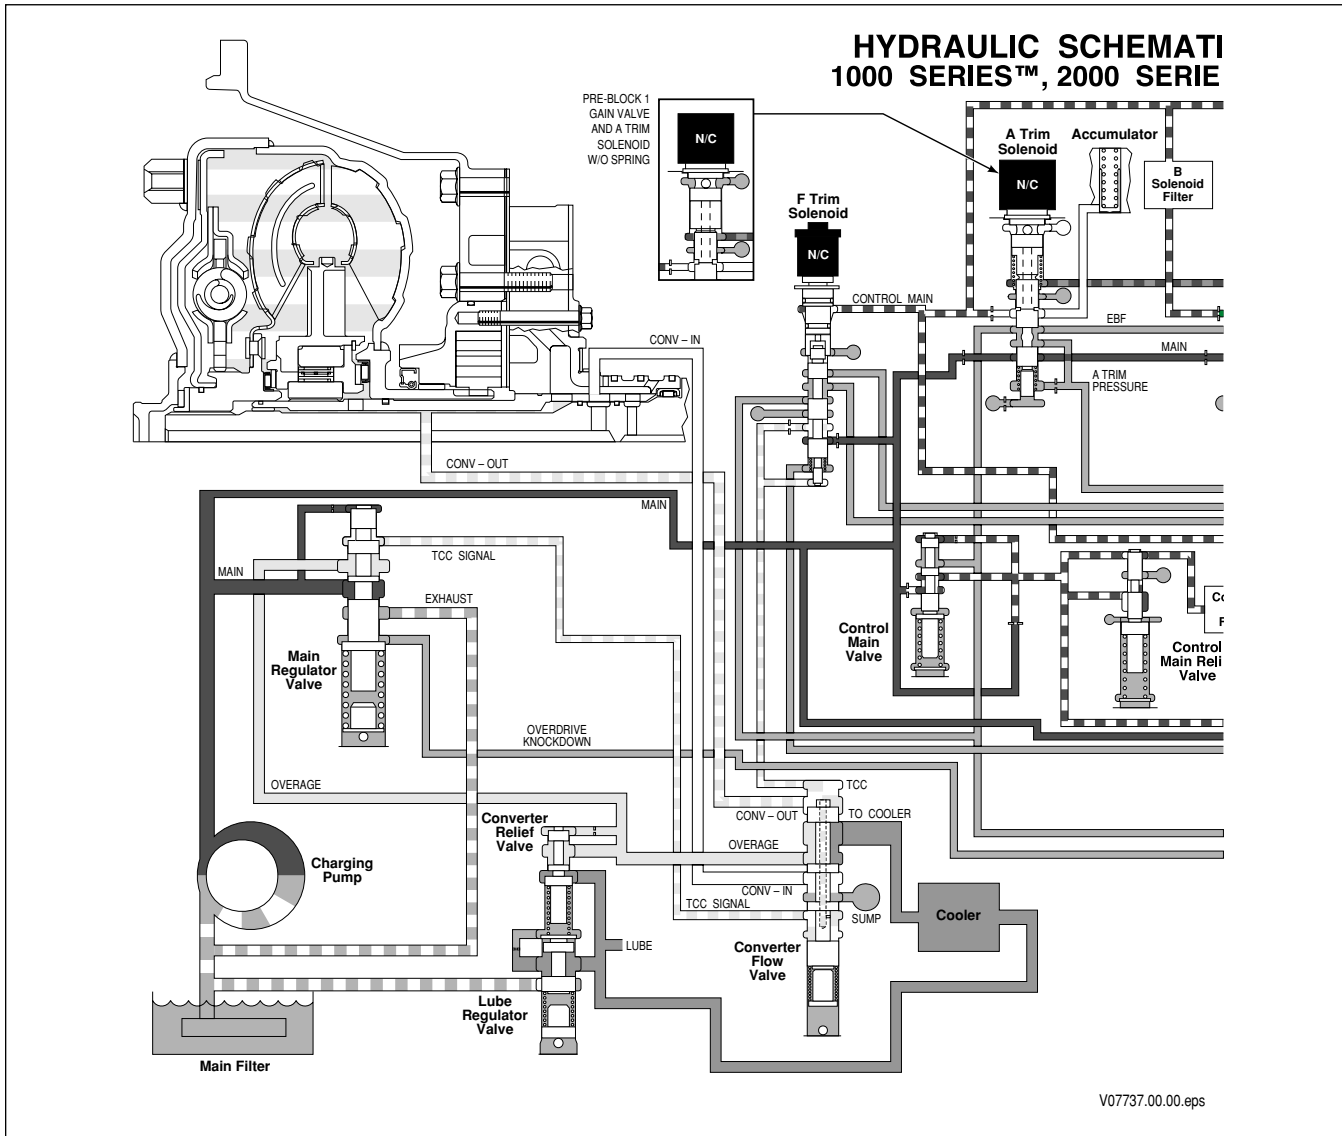 HYDRAULIC SCHEMATI
1000 SERIES™, 2000 SERIE
PRE-BLOCK 1
GAIN VALVE
AND A TRIM
SOLENOID
W/O SPRING
N/C
A Trim
Solenoid
N/C
Accumulator
B
Solenoid
Filter
F Trim
Solenoid
N/C
CONTROL MAIN
EBF
MAIN
A TRIM
PRESSURE
CONV – IN
CONV – OUT
MAIN
TCC SIGNAL
MAIN
EXHAUST
Main
Regulator
Valve
Control
Main
Valve
Co
F
Control
Main Reli
Valve
OVERDRIVE
KNOCKDOWN
OVERAGE
TCC
CONV – OUT
TO COOLER
Converter
Relief
Valve
OVERAGE
Charging
Pump
CONV – IN
TCC SIGNAL
SUMP
Cooler
LUBE
Converter
Flow
Valve
Lube
Regulator
Valve
Main Filter
V07737.00.00.eps